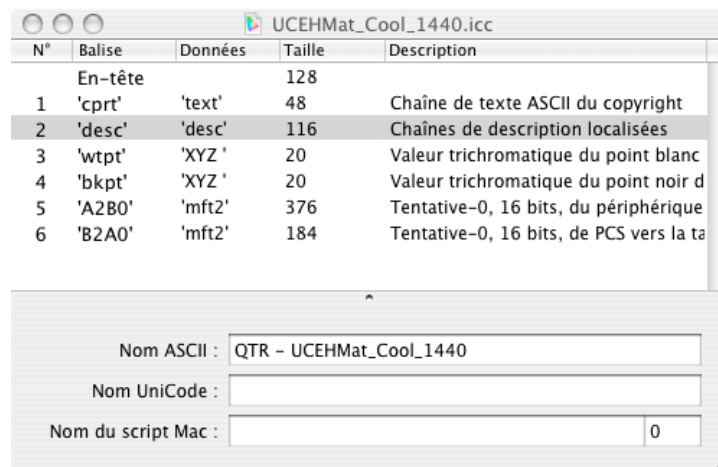 UCEHMat_Cool_1440.icc
N° Balise Données Taille Description
En-tête 128
1 'cprt' 'text' 48 Chaîne de texte ASCII du copyright
2 'desc' 'desc' 116 Chaînes de description localisées
3 'wtpt' 'XYZ ' 20 Valeur trichromatique du point blanc
4 'bkpt' 'XYZ ' 20 Valeur trichromatique du point noir d
5 'A2B0' 'mft2' 376 Tentative-0, 16 bits, du périphérique
6 'B2A0' 'mft2' 184 Tentative-0, 16 bits, de PCS vers la ta
Nom ASCII : QTR - UCEHMat_Cool_1440
Nom UniCode :
Nom du script Mac : 0